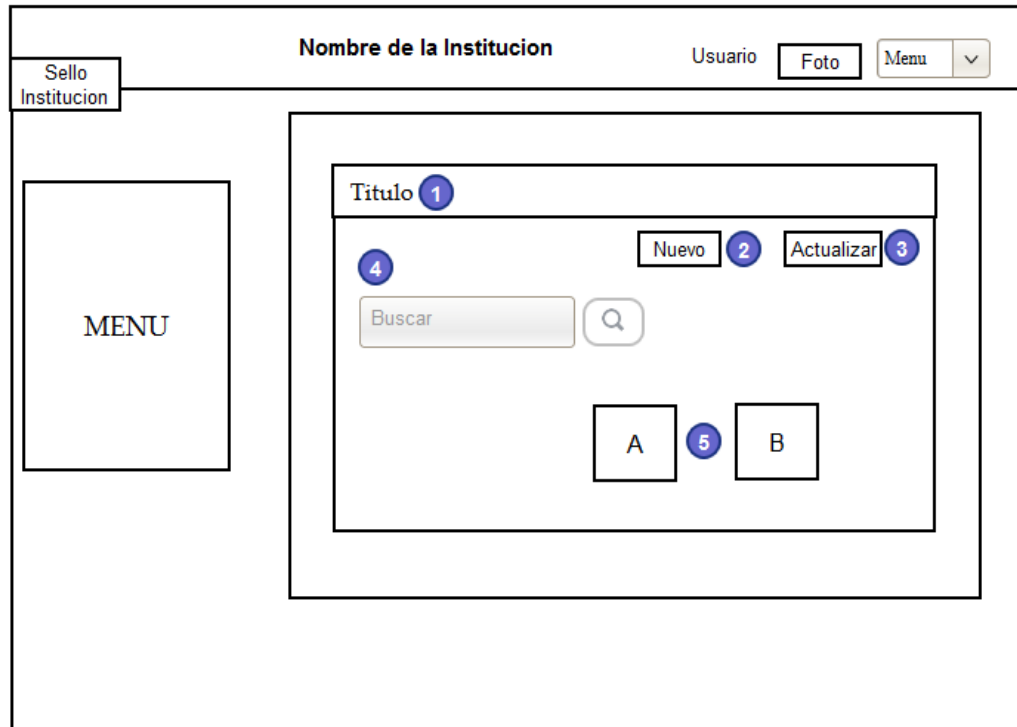 Nombre de la Institucion
Usuario
Foto
Menu
Sello
Institucion
Titulo 1
Nuevo 2
Actualizar 3
4
Buscar
MENU
A 5 B